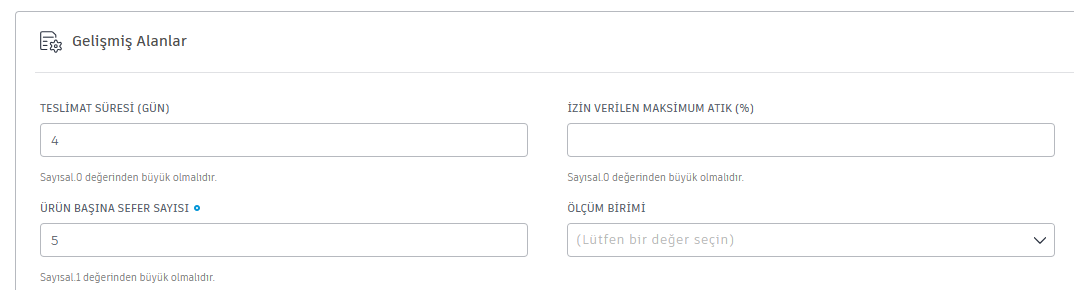 Gelişmiş Alanlar
TESLİMAT SÜRESİ (GÜN)
4
Sayısal.0 değerinden büyük olmalıdır.
İZİN VERİLEN MAKSİMUM ATIK (%)
Sayısal.0 değerinden büyük olmalıdır.
ÜRÜN BAŞINA SEFER SAYISI
5
Sayısal.1 değerinden büyük olmalıdır.
ÖLÇÜM BİRİMİ
(Lütfen bir değer seçin)